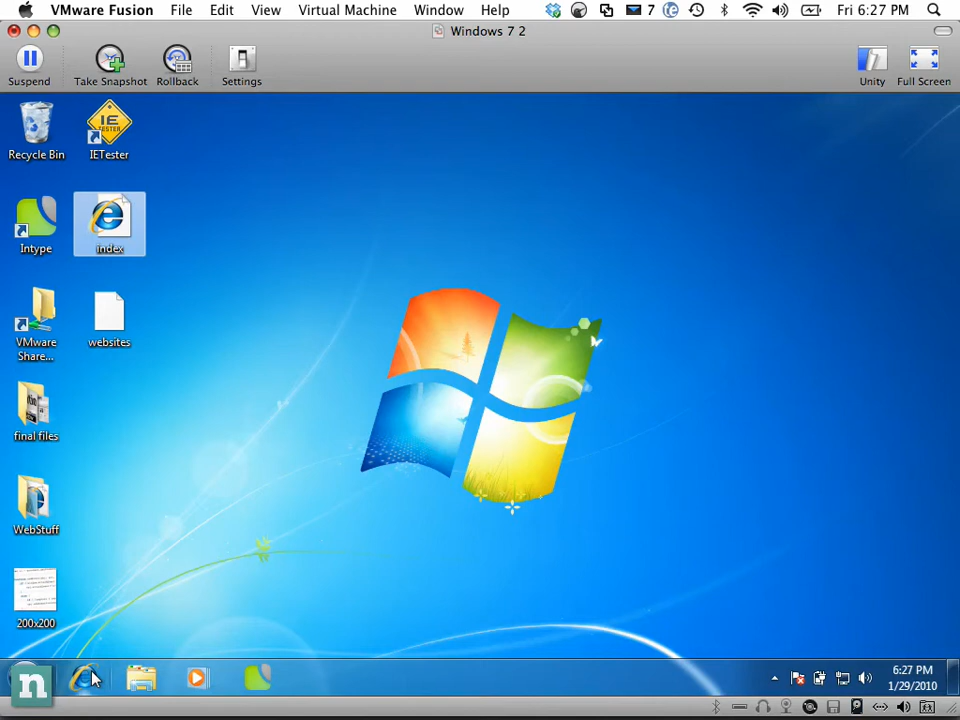 VMware Fusion File Edit View Virtual Machine Window Help 7 Fri 6:27 PM
Windows 7 2
Suspend Take Snapshot Rollback Settings Unity Full Screen
IE
TESTER
Recycle Bin IETester
Intype index
VMware
Share... websites
final files
WebStuff
200x200
n
6:27 PM
1/29/2010